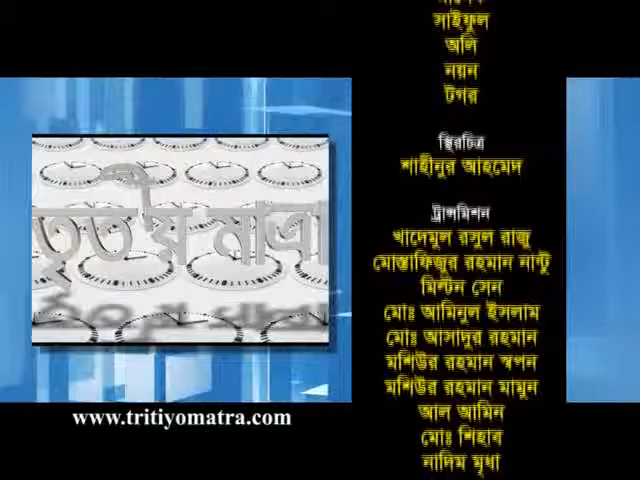 সাইফুল
অলি
নয়ন
টগর
স্থিরচিত্র
শাহীনুর আহমেদ
ট্রান্সমিশন
খাদেমুল রসুল রাজু
মোস্তাফিজুর রহমান নান্টু
মিল্টন সেন
মোঃ আমিনুল ইসলাম
মোঃ আসাদুর রহমান
মশিউর রহমান স্বপন
মশিউর রহমান মামুন
আল আমিন
মোঃ শিহাব
নাদিম মৃধা
তৃতীয় মাত্রা
www.tritiyomatra.com